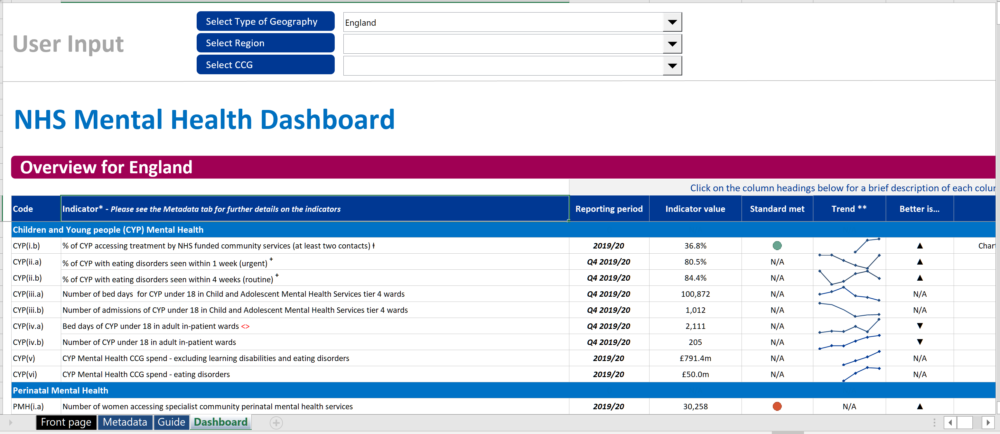 Select Type of Geography England
User Input
Select Region
Select CCG
NHS Mental Health Dashboard
Overview for England
Click on the column headings below for a brief description of each colu
Code Indicator* - Please see the Metadata tab for further details on the indicators Reporting period Indicator value Standard met Trend ** Better is...
Children and Young people (CYP) Mental Health
CYP(i.b) % of CYP accessing treatment by NHS funded community services (at least two contacts) ǂ 2019/20 36.8% ▲ Chart
CYP(ii.a) % of CYP with eating disorders seen within 1 week (urgent) + Q4 2019/20 80.5% N/A ▲
CYP(ii.b) % of CYP with eating disorders seen within 4 weeks (routine) + Q4 2019/20 84.4% N/A ▲
CYP(iii.a) Number of bed days  for CYP under 18 in Child and Adolescent Mental Health Services tier 4 wards Q4 2019/20 100,872 N/A N/A
CYP(iii.b) Number of admissions of CYP under 18 in Child and Adolescent Mental Health Services tier 4 wards Q4 2019/20 1,012 N/A N/A
CYP(iv.a) Bed days of CYP under 18 in adult in-patient wards <> Q4 2019/20 2,111 N/A ▼
CYP(iv.b) Number of CYP under 18 in adult in-patient wards Q4 2019/20 205 N/A ▼
CYP(v) CYP Mental Health CCG spend - excluding learning disabilities and eating disorders 2019/20 £791.4m N/A N/A
CYP(vi) CYP Mental Health CCG spend - eating disorders 2019/20 £50.0m N/A N/A
Perinatal Mental Health
PMH(i.a) Number of women accessing specialist community perinatal mental health services 2019/20 30,258 N/A ▲
Front page Metadata Guide Dashboard